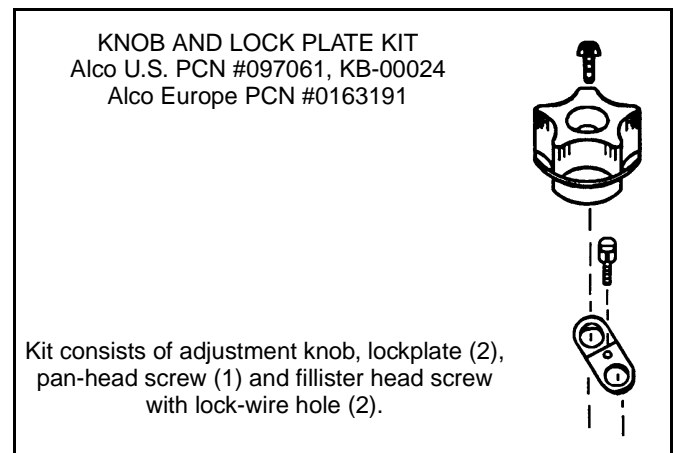 KNOB AND LOCK PLATE KIT
Alco U.S. PCN #097061, KB-00024
Alco Europe PCN #0163191
Kit consists of adjustment knob, lockplate (2),
pan-head screw (1) and fillister head screw
with lock-wire hole (2).